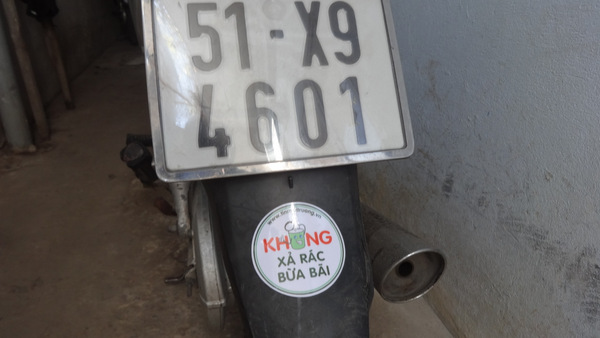 51-X9
4601
KHÔNG
XẢ RÁC
BỪA BÃI